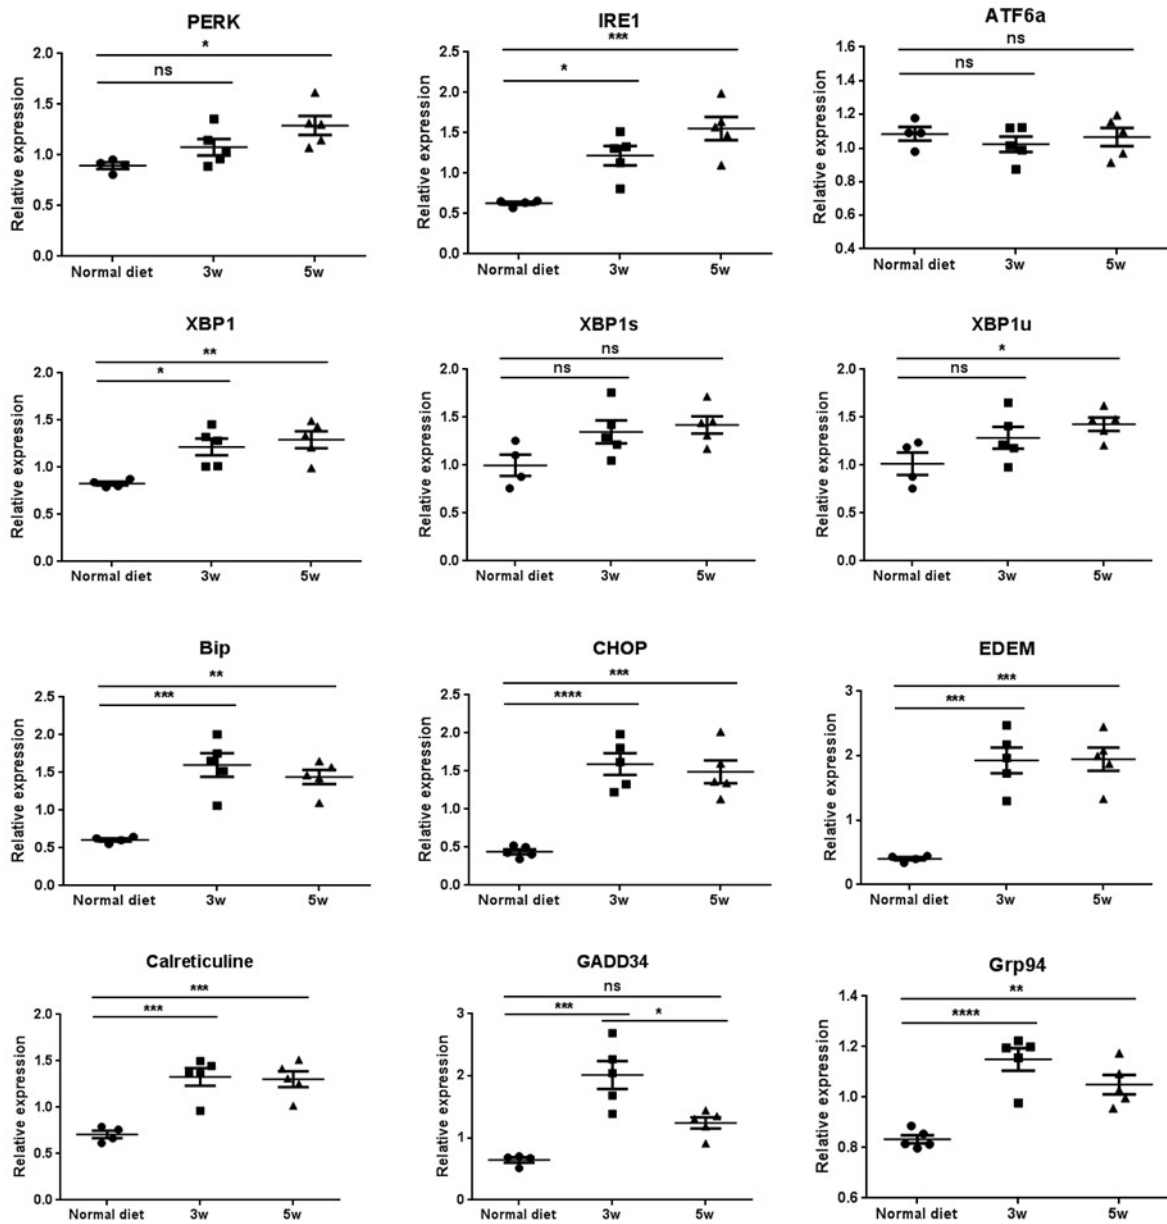 PERK
*
ns
Relative expression
2.0
1.5
1.0
0.5
0.0
Normal diet 3w 5w
IRE1
***
*
Relative expression
2.5
2.0
1.5
1.0
0.5
0.0
Normal diet 3w 5w
ATF6a
ns
ns
Relative expression
1.6
1.4
1.2
1.0
0.8
0.6
0.4
Normal diet 3w 5w
XBP1
**
*
Relative expression
2.0
1.5
1.0
0.5
0.0
Normal diet 3w 5w
XBP1s
ns
ns
Relative expression
2.0
1.5
1.0
0.5
0.0
Normal diet 3w 5w
XBP1u
*
ns
Relative expression
2.0
1.5
1.0
0.5
0.0
Normal diet 3w 5w
Bip
**
***
Relative expression
2.5
2.0
1.5
1.0
0.5
0.0
Normal diet 3w 5w
CHOP
***
****
Relative expression
2.5
2.0
1.5
1.0
0.5
0.0
Normal diet 3w 5w
EDEM
***
***
Relative expression
3
2
1
0
Normal diet 3w 5w
Calreticuline
***
***
Relative expression
2.0
1.5
1.0
0.5
0.0
Normal diet 3w 5w
GADD34
ns
*** *
Relative expression
3
2
1
0
Normal diet 3w 5w
Grp94
**
****
Relative expression
1.4
1.2
1.0
0.8
0.6
Normal diet 3w 5w